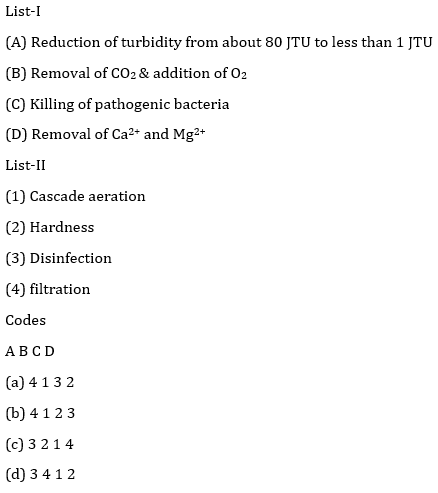 List-I
(A) Reduction of turbidity from about 80 JTU to less than 1 JTU
(B) Removal of CO₂ & addition of O₂
(C) Killing of pathogenic bacteria
(D) Removal of Ca²⁺ and Mg²⁺
List-II
(1) Cascade aeration
(2) Hardness
(3) Disinfection
(4) filtration
Codes
A B C D
(a) 4 1 3 2
(b) 4 1 2 3
(c) 3 2 1 4
(d) 3 4 1 2